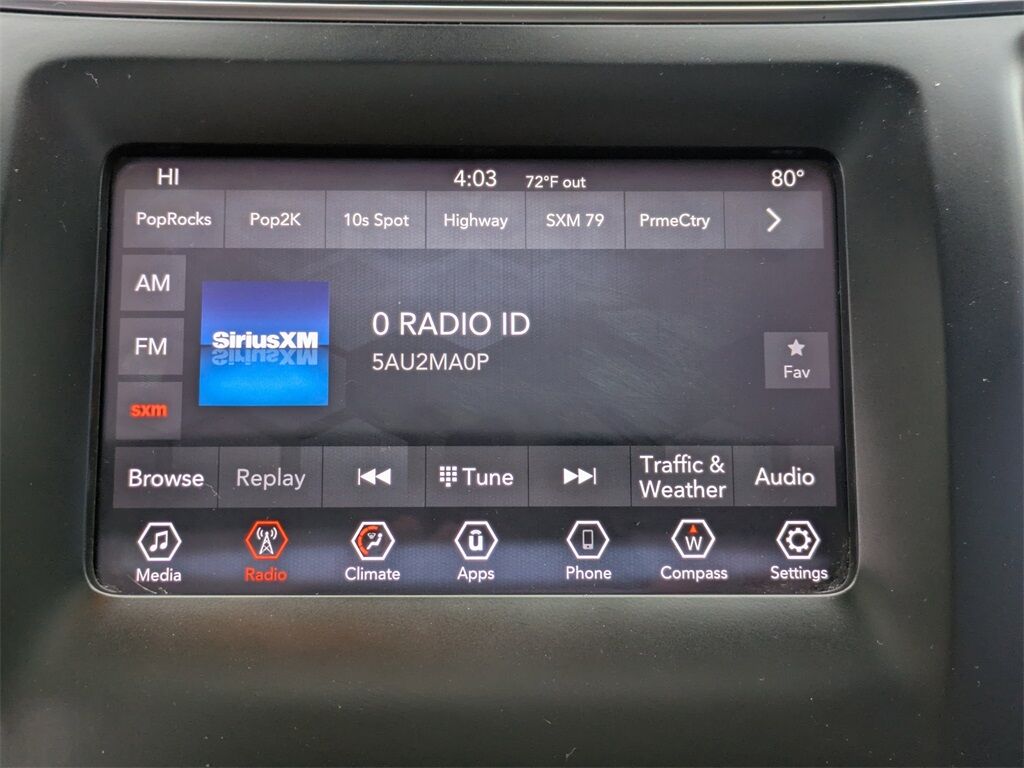 HI 4:03 72°F out 80°
PopRocks Pop2K 10s Spot Highway SXM 79 PrmeCtry
AM
FM
sxm
SiriusXM
0 RADIO ID
5AU2MA0P
Fav
Browse Replay Tune Traffic & Weather Audio
W
Media Radio Climate Apps Phone Compass Settings